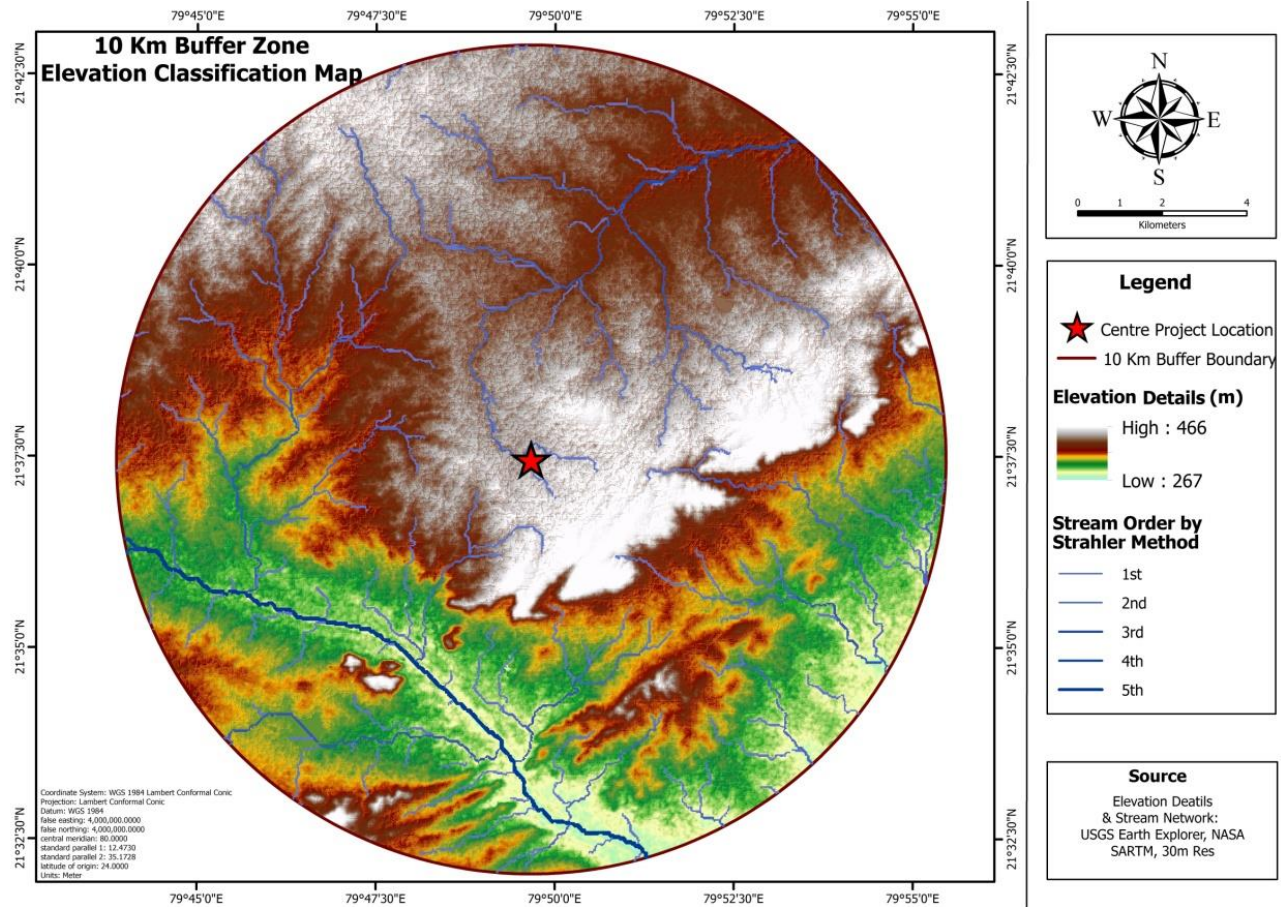 79°45'0"E 79°47'30"E 79°50'0"E 79°52'30"E 79°55'0"E
10 Km Buffer Zone
Elevation Classification Map
21°42'30"N 21°42'30"N
21°40'0"N 21°40'0"N
21°37'30"N 21°37'30"N
21°35'0"N 21°35'0"N
21°32'30"N 21°32'30"N
Coordinate System: WGS 1984 Lambert Conformal Conic
Projection: Lambert Conformal Conic
Datum: WGS 1984
false easting: 4,000,000.0000
false northing: 4,000,000.0000
central meridian: 80.0000
standard parallel 1: 12.4730
standard parallel 2: 35.1728
latitude of origin: 24.0000
Units: Meter
79°45'0"E 79°47'30"E 79°50'0"E 79°52'30"E 79°55'0"E
N
W E
S
0 1 2 4
Kilometers
Legend
Centre Project Location
10 Km Buffer Boundary
Elevation Details (m)
High : 466
Low : 267
Stream Order by
Strahler Method
1st
2nd
3rd
4th
5th
Source
Elevation Deatils
& Stream Network:
USGS Earth Explorer, NASA
SARTM, 30m Res